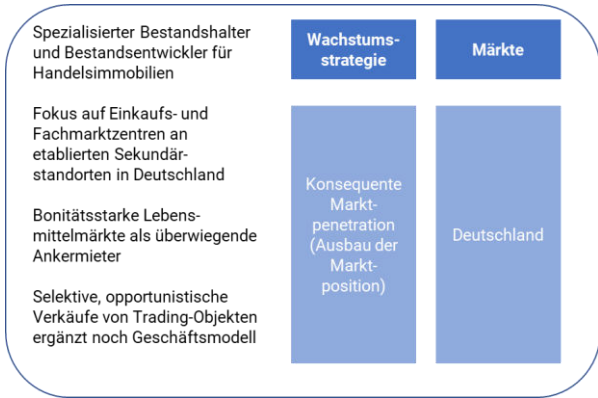 Spezialisierter Bestandshalter
und Bestandsentwickler für
Handelsimmobilien
Fokus auf Einkaufs- und
Fachmarktzentren an
etablierten Sekundär-
standorten in Deutschland
Bonitätsstarke Lebens-
mittelmärkte als überwiegende
Ankermieter
Selektive, opportunistische
Verkäufe von Trading-Objekten
ergänzt noch Geschäftsmodell
Wachstums-
strategie
Konsequente
Markt-
penetration
(Ausbau der
Markt-
position)
Märkte
Deutschland